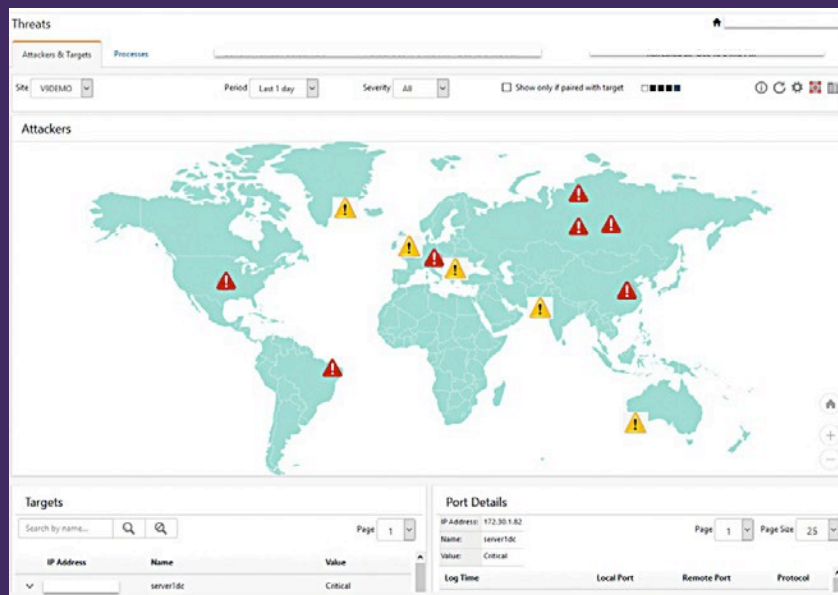 Threats
Attackers & Targets Processes
Site V9DEMO Period Last 1 day Severity All Show only if paired with target
Attackers
Targets
Search by name... Page 1
IP Address Name Value
server1dc Critical
Port Details
IP Address: 172.30.1.82
Name: server1dc
Value: Critical
Page 1 Page Size 25
Log Time Local Port Remote Port Protocol